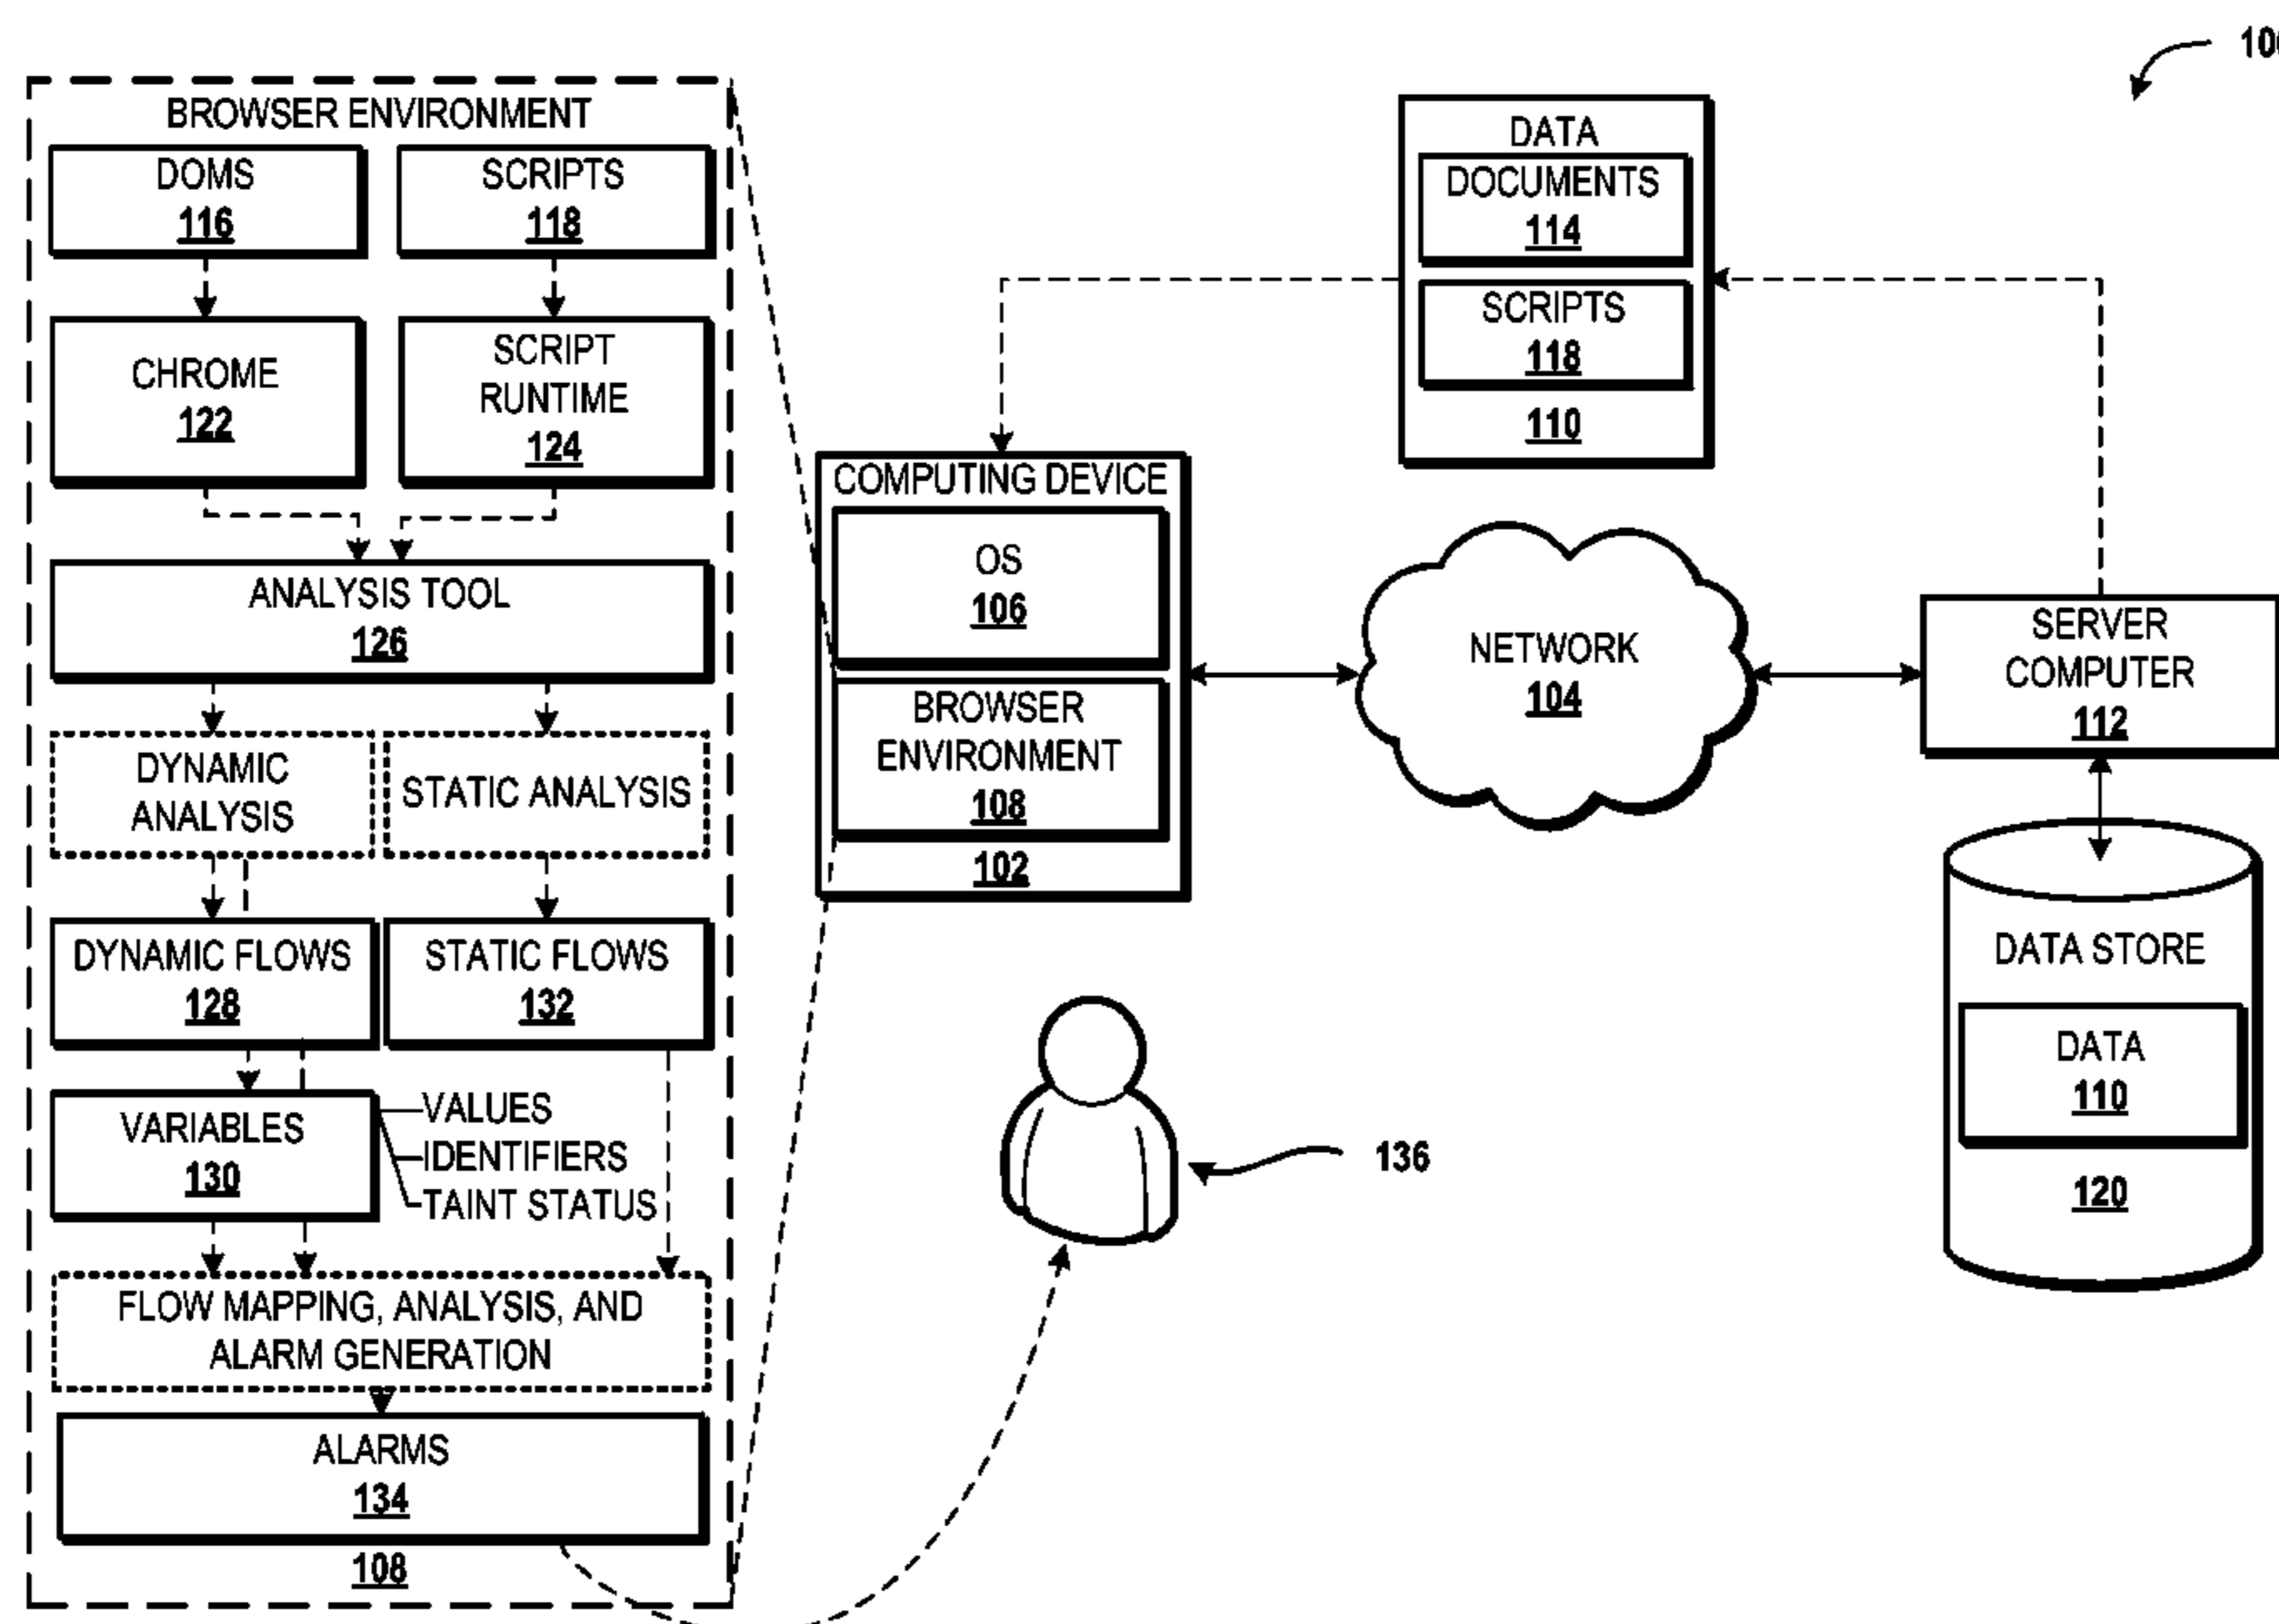 100
BROWSER ENVIRONMENT
DOMS
116
SCRIPTS
118
CHROME
122
SCRIPT
RUNTIME
124
ANALYSIS TOOL
126
DYNAMIC
ANALYSIS
STATIC ANALYSIS
DYNAMIC FLOWS
128
STATIC FLOWS
132
VARIABLES
130
VALUES
IDENTIFIERS
TAINT STATUS
FLOW MAPPING, ANALYSIS, AND
ALARM GENERATION
ALARMS
134
108
COMPUTING DEVICE
OS
106
BROWSER
ENVIRONMENT
108
102
DATA
DOCUMENTS
114
SCRIPTS
118
110
NETWORK
104
SERVER
COMPUTER
112
DATA STORE
DATA
110
120
136